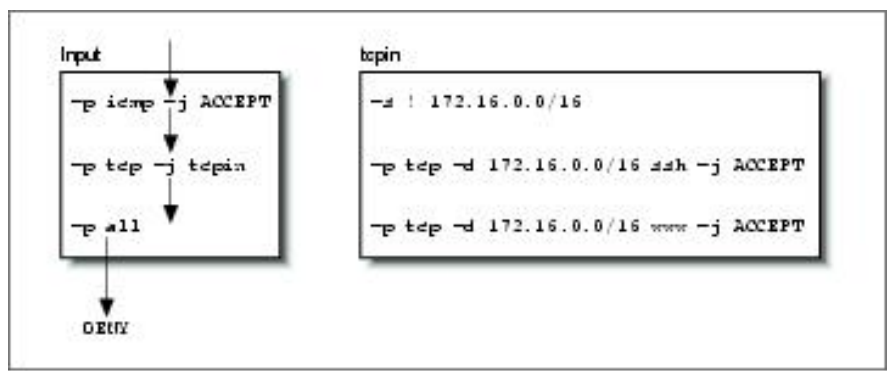 Input
-p icmp -j ACCEPT
-p tcp -j tcpin
-p all
DENY
tcpin
-s ! 172.16.0.0/16
-p tcp -d 172.16.0.0/16 ssh -j ACCEPT
-p tcp -d 172.16.0.0/16 www -j ACCEPT